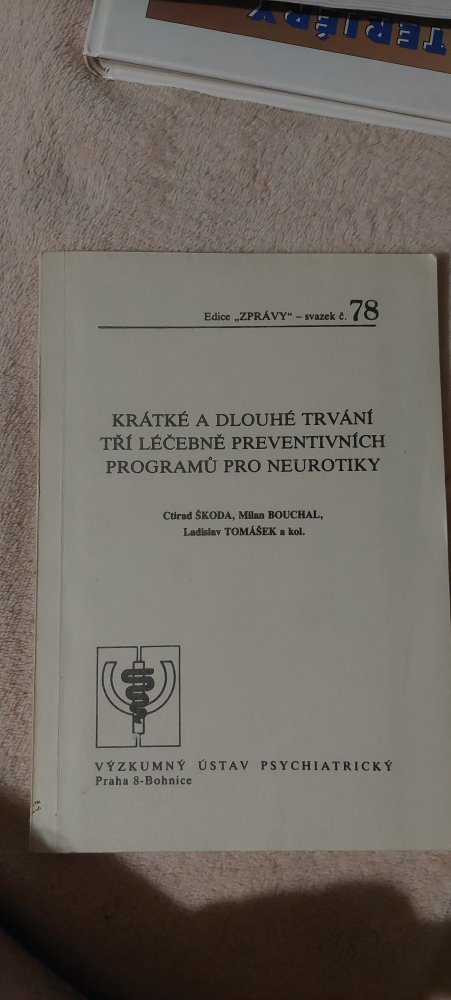 TERIÉRY
Edice „ZPRÁVY“ – svazek č. 78
KRÁTKÉ A DLOUHÉ TRVÁNÍ
TŘÍ LÉČEBNĚ PREVENTIVNÍCH
PROGRAMŮ PRO NEUROTIKY
Ctirad ŠKODA, Milan BOUCHAL,
Ladislav TOMÁŠEK a kol.
VÝZKUMNÝ ÚSTAV PSYCHIATRICKÝ
Praha 8-Bohnice